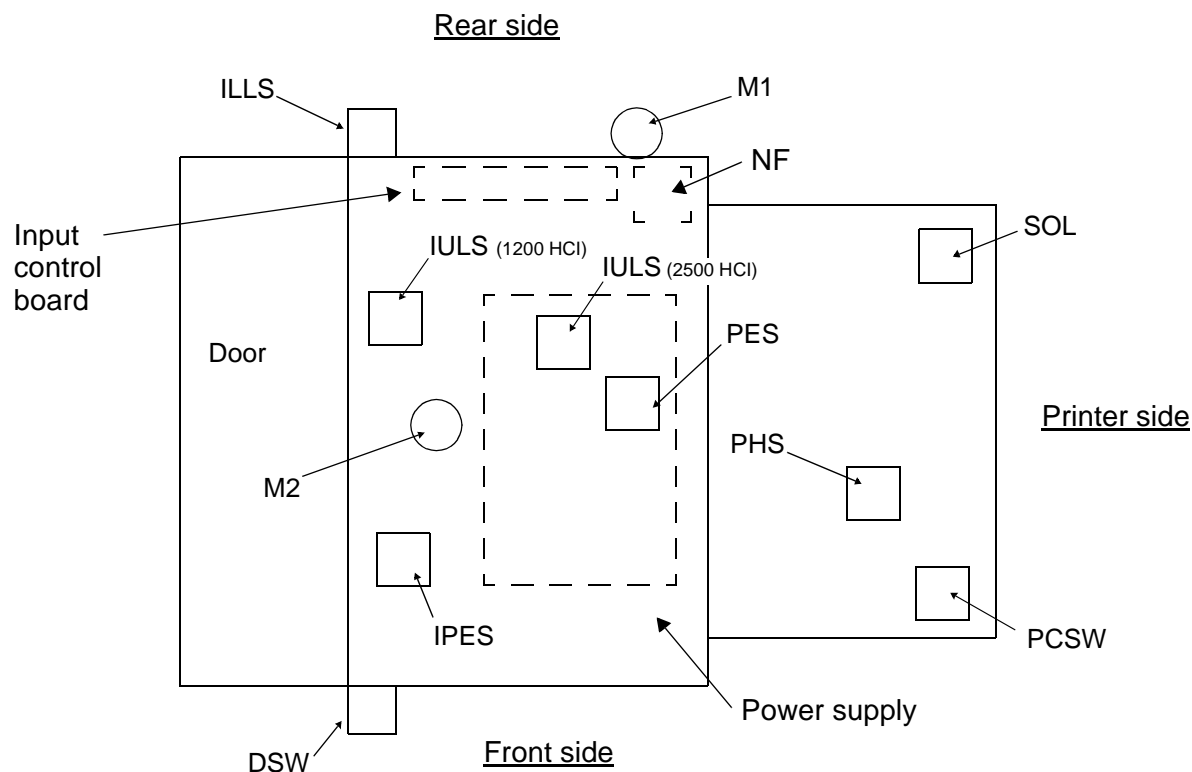 Rear side
ILLS
M1
NF
Input
control
board
IULS (1200 HCI)
IULS (2500 HCI)
SOL
Door
PES
Printer side
PHS
M2
IPES
PCSW
Power supply
DSW
Front side